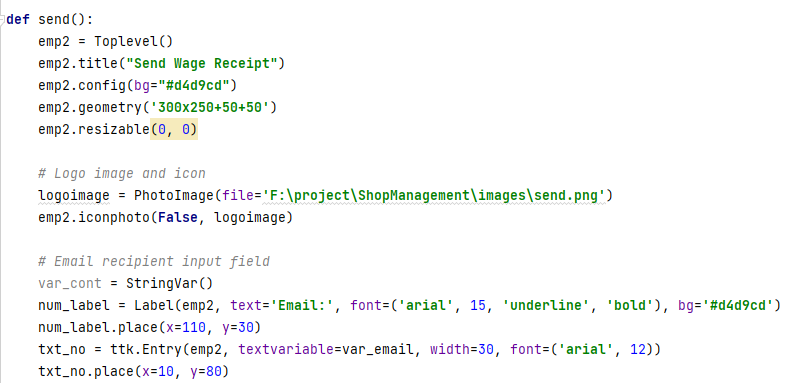 def send():
    emp2 = Toplevel()
    emp2.title("Send Wage Receipt")
    emp2.config(bg="#d4d9cd")
    emp2.geometry('300x250+50+50')
    emp2.resizable(0, 0)

    # Logo image and icon
    logoimage = PhotoImage(file='F:\project\ShopManagement\images\send.png')
    emp2.iconphoto(False, logoimage)

    # Email recipient input field
    var_cont = StringVar()
    num_label = Label(emp2, text='Email:', font=('arial', 15, 'underline', 'bold'), bg='#d4d9cd')
    num_label.place(x=110, y=30)
    txt_no = ttk.Entry(emp2, textvariable=var_email, width=30, font=('arial', 12))
    txt_no.place(x=10, y=80)